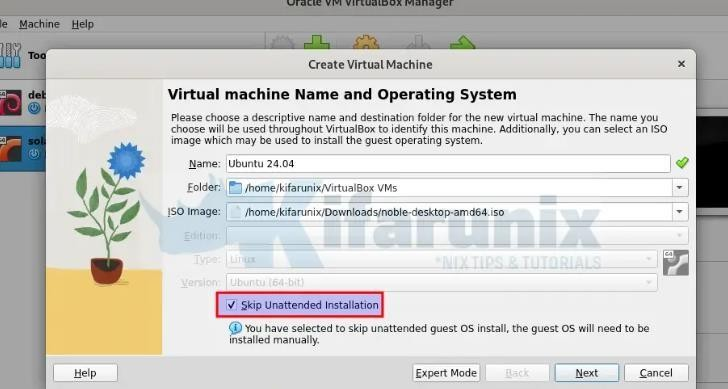 Oracle VM VirtualBox Manager
Machine Help
Create Virtual Machine
Virtual machine Name and Operating System
Please choose a descriptive name and destination folder for the new virtual machine. The name you
choose will be used throughout VirtualBox to identify this machine. Additionally, you can select an ISO
image which may be used to install the guest operating system.
Name: Ubuntu 24.04
Folder: /home/kifarunix/VirtualBox VMs
ISO Image: /home/kifarunix/Downloads/noble-desktop-amd64.iso
Edition:
Type: Linux
Version: Ubuntu (64-bit)
Kifarunix
*NIX TIPS & TUTORIALS
64
Skip Unattended Installation
You have selected to skip unattended guest OS install, the guest OS will need to be
installed manually.
Help
Expert Mode
Back
Next
Cancel